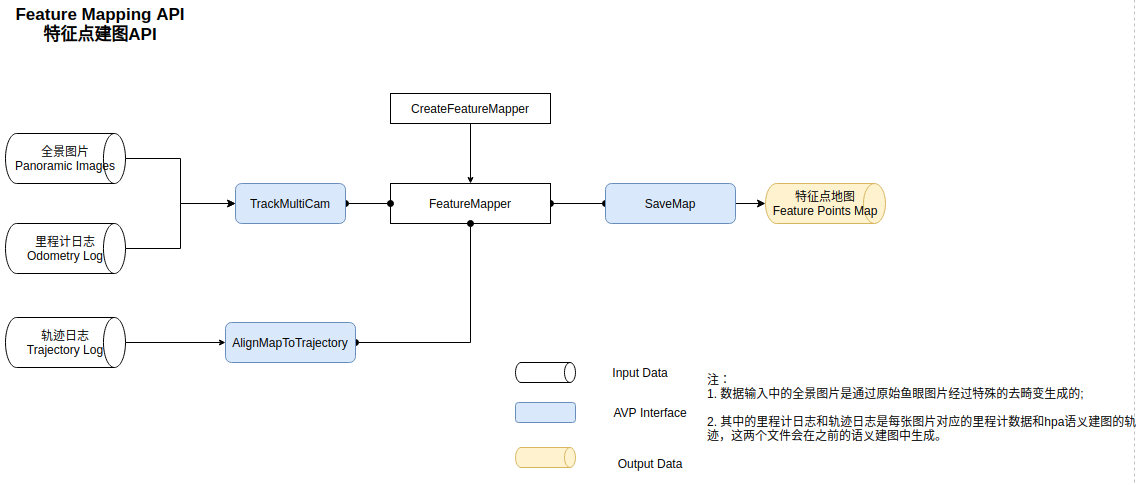 Feature Mapping API
特征点建图API
CreateFeatureMapper
全景图片
Panoramic Images
TrackMultiCam
FeatureMapper
SaveMap
特征点地图
Feature Points Map
里程计日志
Odometry Log
轨迹日志
Trajectory Log
AlignMapToTrajectory
Input Data
AVP Interface
Output Data
注：
1. 数据输入中的全景图片是通过原始鱼眼图片经过特殊的去畸变生成的;
2. 其中的里程计日志和轨迹日志是每张图片对应的里程计数据和hpa语义建图的轨
迹，这两个文件会在之前的语义建图中生成。